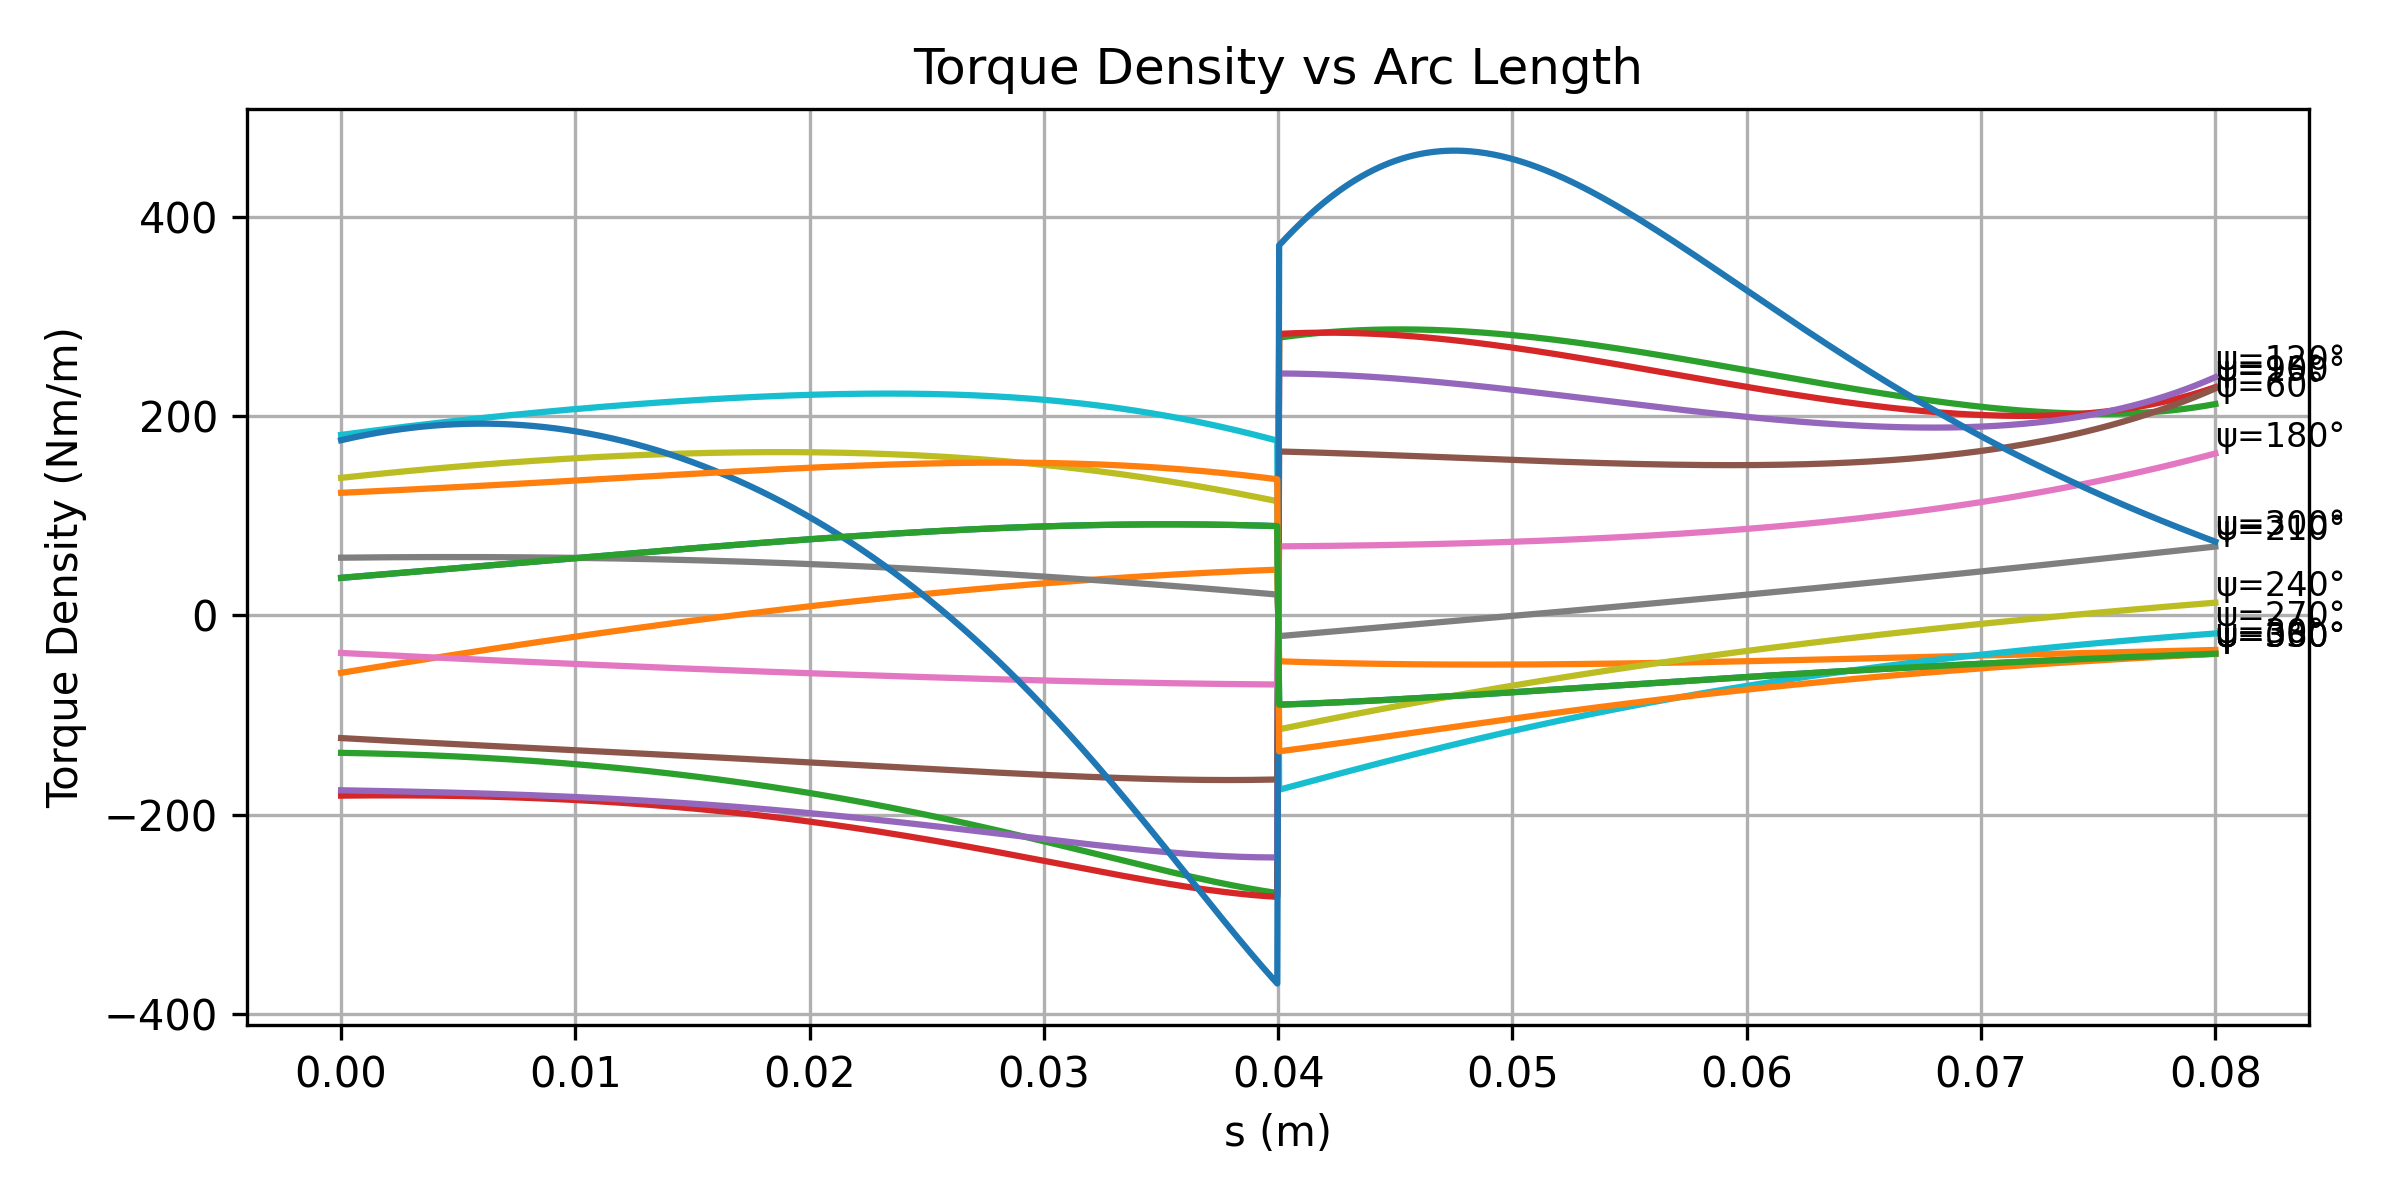 Torque Density vs Arc Length
Torque Density (Nm/m)
400
200
0
−200
−400
ψ=120°
ψ=60°
ψ=180°
ψ=210°
ψ=240°
ψ=270°
0.00 0.01 0.02 0.03 0.04 0.05 0.06 0.07 0.08
s (m)